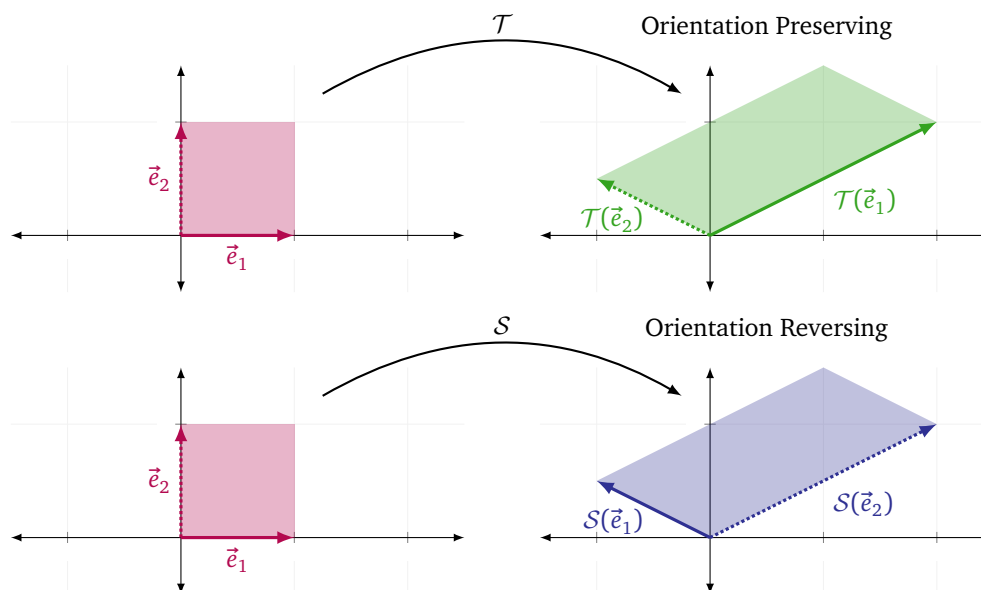 𝒯
Orientation Preserving
e⃗₂
e⃗₁
𝒯(e⃗₂)
𝒯(e⃗₁)
𝒮
Orientation Reversing
e⃗₂
e⃗₁
𝒮(e⃗₁)
𝒮(e⃗₂)